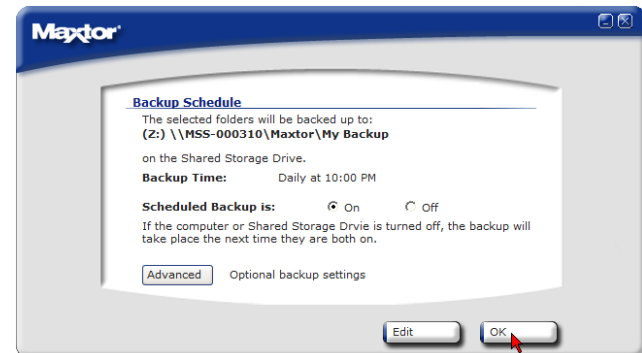 Maxtor
Backup Schedule
The selected folders will be backed up to:
(Z:) \\MSS-000310\Maxtor\My Backup
on the Shared Storage Drive.
Backup Time: Daily at 10:00 PM
Scheduled Backup is: On Off
If the computer or Shared Storage Drvie is turned off, the backup will
take place the next time they are both on.
Advanced Optional backup settings
Edit OK